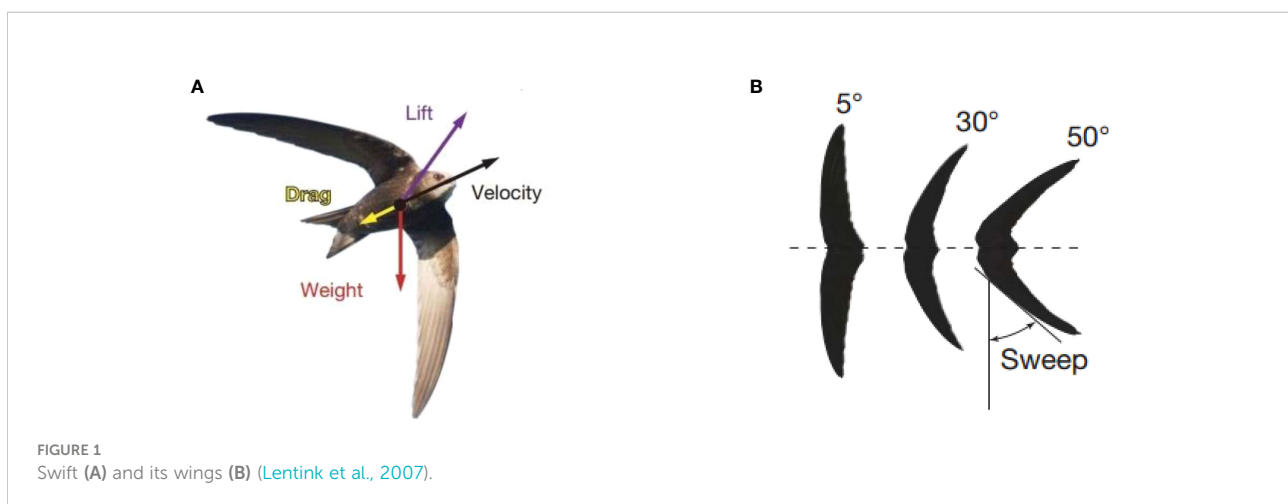 A
Lift
Drag
Velocity
Weight
B
5°
30°
50°
Sweep
FIGURE 1
Swift (A) and its wings (B) (Lentink et al., 2007).